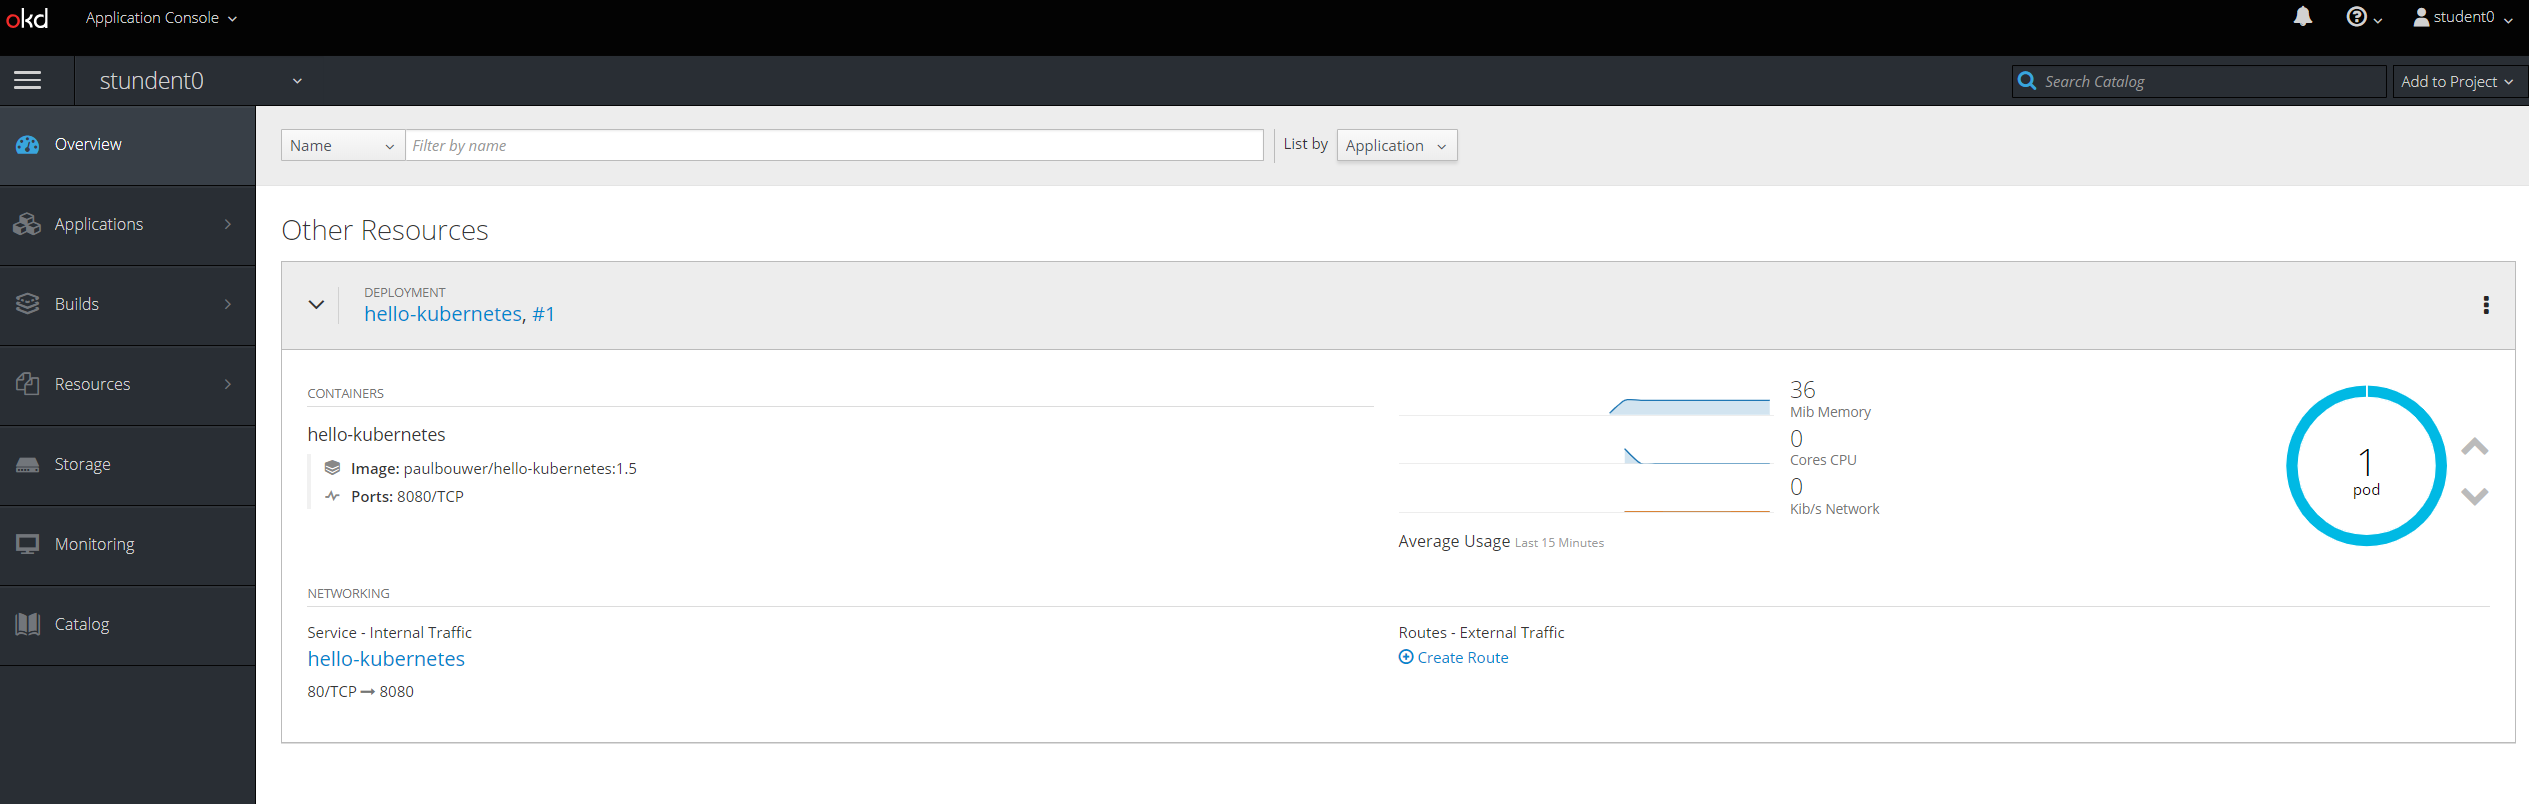 okd Application Console student0
stundent0 Search Catalog Add to Project
Overview
Applications
Builds
Resources
Storage
Monitoring
Catalog
Name Filter by name List by Application
Other Resources
DEPLOYMENT
hello-kubernetes, #1
CONTAINERS
hello-kubernetes
Image: paulbouwer/hello-kubernetes:1.5
Ports: 8080/TCP
36
Mib Memory
0
Cores CPU
0
Kib/s Network
Average Usage Last 15 Minutes
1
pod
NETWORKING
Service - Internal Traffic
hello-kubernetes
80/TCP → 8080
Routes - External Traffic
Create Route